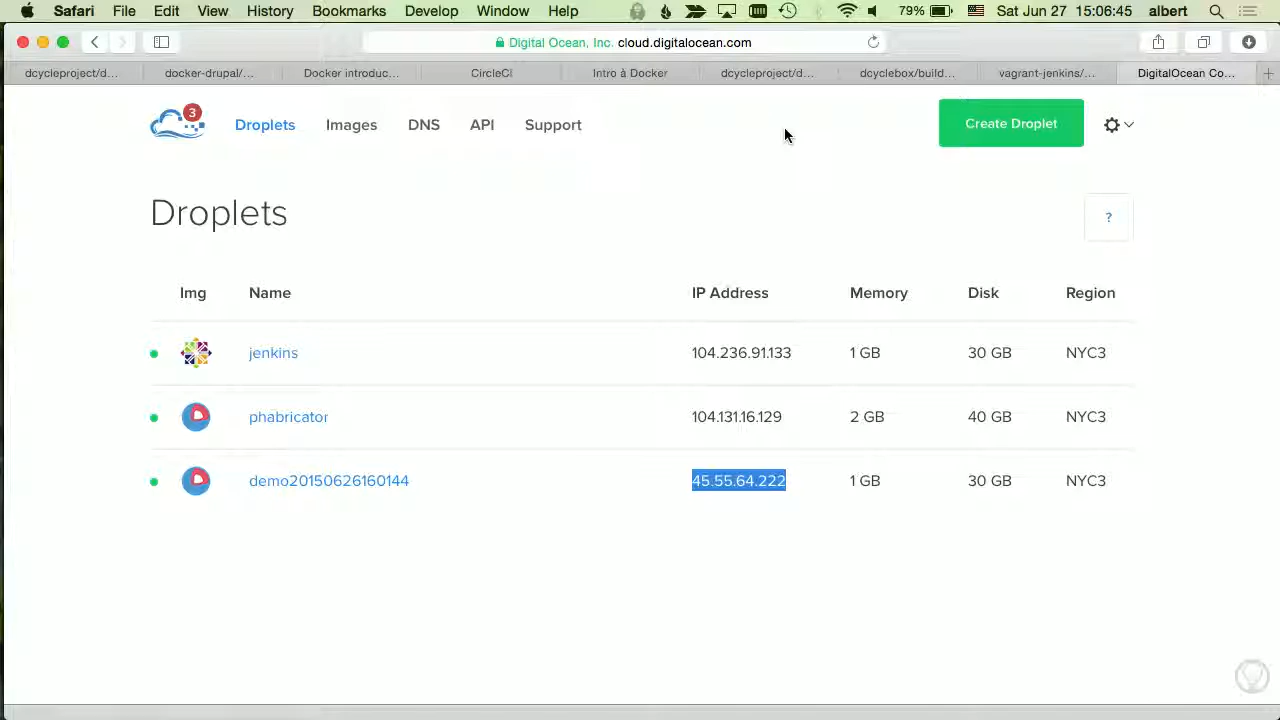 Safari File Edit View History Bookmarks Develop Window Help 79% Sat Jun 27 15:06:45 albert
Digital Ocean, Inc. cloud.digitalocean.com
dcycleproject/d... docker-drupal/... Docker introduc... CircleCI Intro à Docker dcycleproject/d... dcyclebox/build... vagrant-jenkins/... DigitalOcean Co...
3 Droplets Images DNS API Support Create Droplet
Droplets ?
Img Name IP Address Memory Disk Region
jenkins 104.236.91.133 1 GB 30 GB NYC3
phabricator 104.131.16.129 2 GB 40 GB NYC3
demo20150626160144 45.55.64.222 1 GB 30 GB NYC3